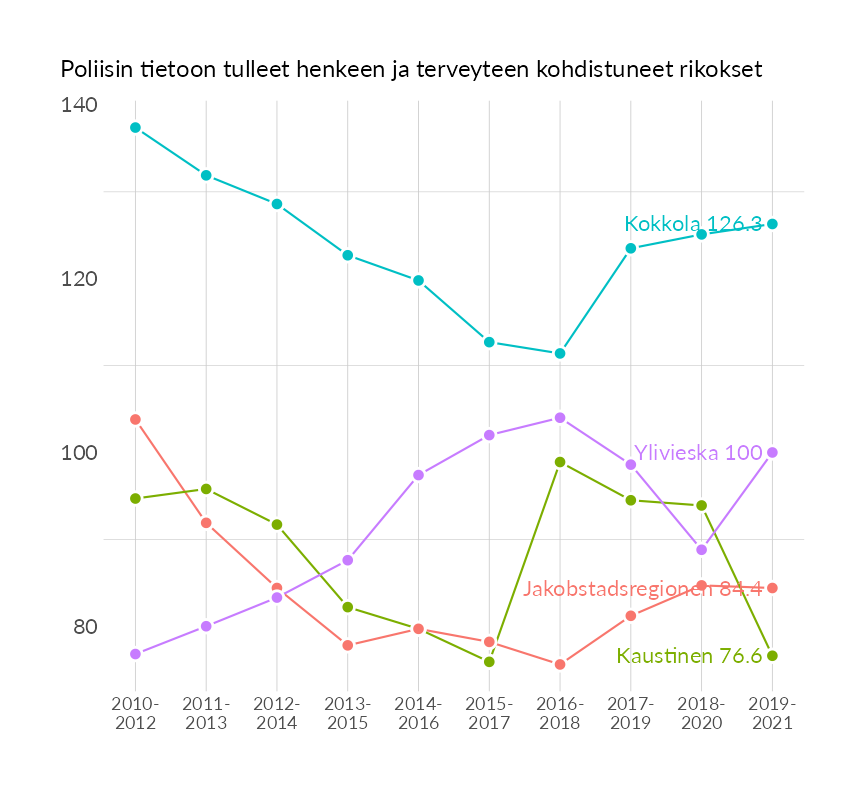 Poliisin tietoon tulleet henkeen ja terveyteen kohdistuneet rikokset
140
120
100
80
Kokkola 126.3
Ylivieska 100
Jakobstadsregionen 84.4
Kaustinen 76.6
2010- 2011- 2012- 2013- 2014- 2015- 2016- 2017- 2018- 2019-
2012 2013 2014 2015 2016 2017 2018 2019 2020 2021